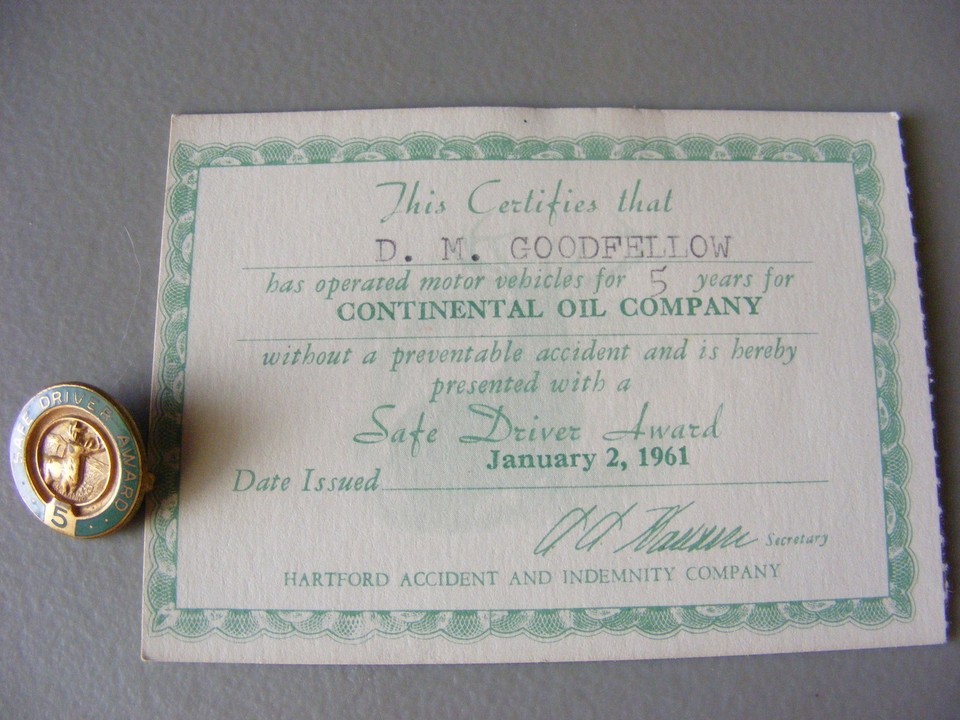 This Certifies that
D. M. GOODFELLOW
has operated motor vehicles for 5 years for
CONTINENTAL OIL COMPANY
without a preventable accident and is hereby
presented with a
Safe Driver Award
January 2, 1961
Date Issued
Secretary
HARTFORD ACCIDENT AND INDEMNITY COMPANY
SAFE DRIVER AWARD
5